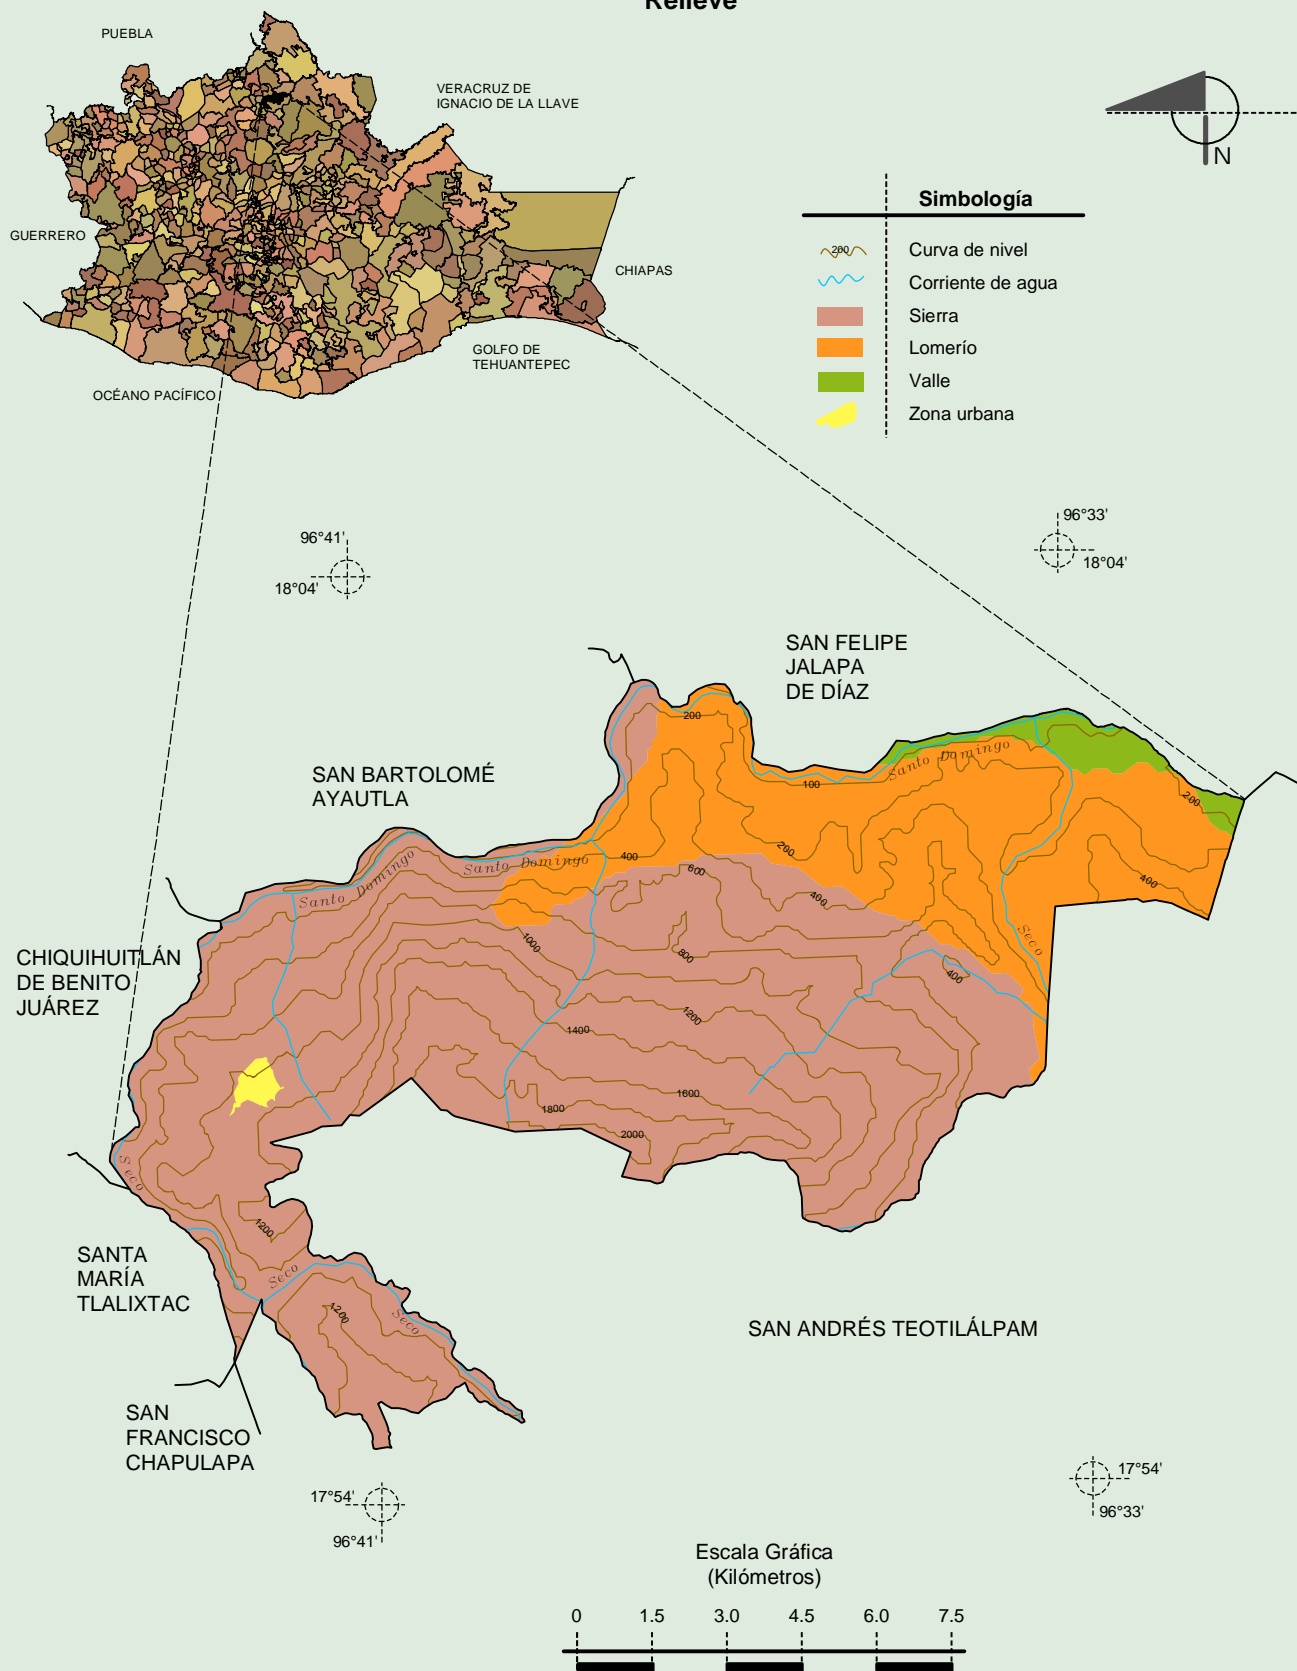 Relieve
PUEBLA
VERACRUZ DE
IGNACIO DE LA LLAVE
GUERRERO
CHIAPAS
GOLFO DE
TEHUANTEPEC
OCÉANO PACÍFICO
N
Simbología
200
Curva de nivel
Corriente de agua
Sierra
Lomerío
Valle
Zona urbana
96°41'
18°04'
96°33'
18°04'
SAN FELIPE
JALAPA
DE DÍAZ
SAN BARTOLOMÉ
AYAUTLA
CHIQUIHUITLÁN
DE BENITO
JUÁREZ
SANTA
MARÍA
TLALIXTAC
SAN
FRANCISCO
CHAPULAPA
SAN ANDRÉS TEOTILÁLPAM
200
100
Santo Domingo
200
200
400
Santo Domingo
Santo Domingo
400
600
400
1000
800
400
Seco
1200
1400
1600
1800
2000
Seco
1200
Seco
1200
Seco
17°54'
96°41'
17°54'
96°33'
Escala Gráfica
(Kilómetros)
0 1.5 3.0 4.5 6.0 7.5